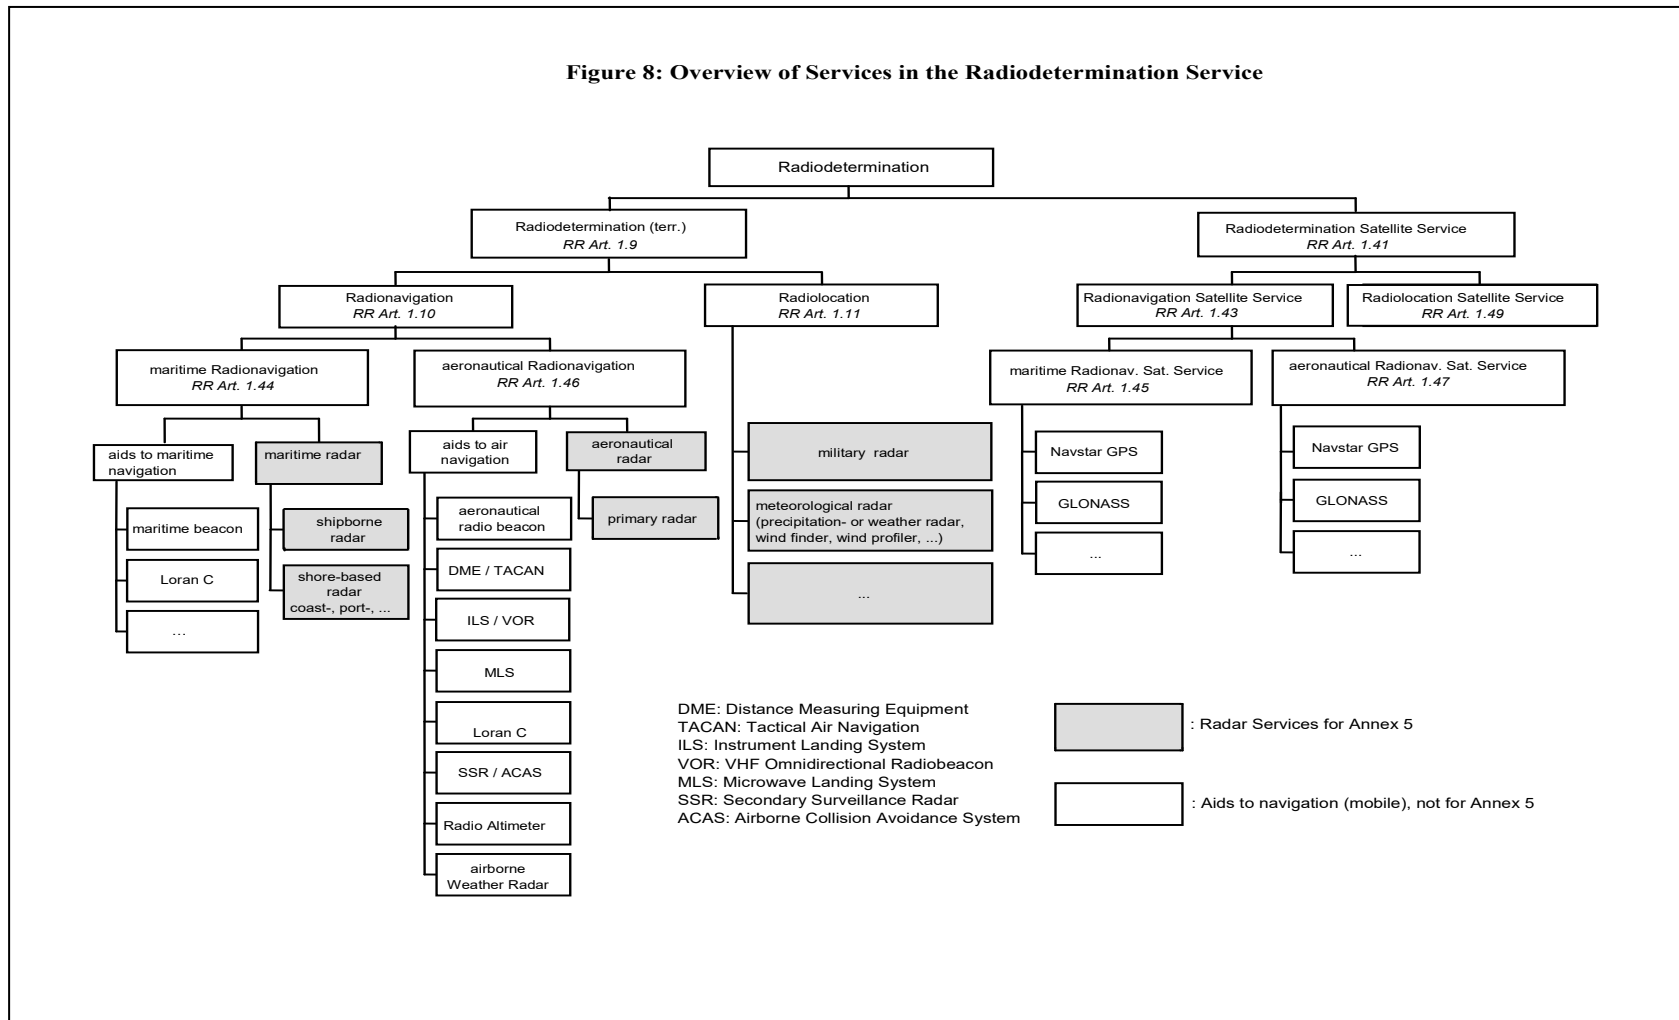 Figure 8: Overview of Services in the Radiodetermination Service
Radiodetermination
Radiodetermination (terr.)
RR Art. 1.9
Radiodetermination Satellite Service
RR Art. 1.41
Radionavigation
RR Art. 1.10
Radiolocation
RR Art. 1.11
Radionavigation Satellite Service
RR Art. 1.43
Radiolocation Satellite Service
RR Art. 1.49
maritime Radionavigation
RR Art. 1.44
aeronautical Radionavigation
RR Art. 1.46
maritime Radionav. Sat. Service
RR Art. 1.45
aeronautical Radionav. Sat. Service
RR Art. 1.47
aids to maritime
navigation
maritime radar
aids to air
navigation
aeronautical
radar
maritime beacon
Loran C
...
shipborne
radar
shore-based
radar
coast-, port-, ...
aeronautical
radio beacon
DME / TACAN
ILS / VOR
MLS
Loran C
SSR / ACAS
Radio Altimeter
airborne
Weather Radar
primary radar
military radar
meteorological radar
(precipitation- or weather radar,
wind finder, wind profiler, ...)
...
Navstar GPS
GLONASS
...
Navstar GPS
GLONASS
...
DME: Distance Measuring Equipment
TACAN: Tactical Air Navigation
ILS: Instrument Landing System
VOR: VHF Omnidirectional Radiobeacon
MLS: Microwave Landing System
SSR: Secondary Surveillance Radar
ACAS: Airborne Collision Avoidance System
: Radar Services for Annex 5
: Aids to navigation (mobile), not for Annex 5